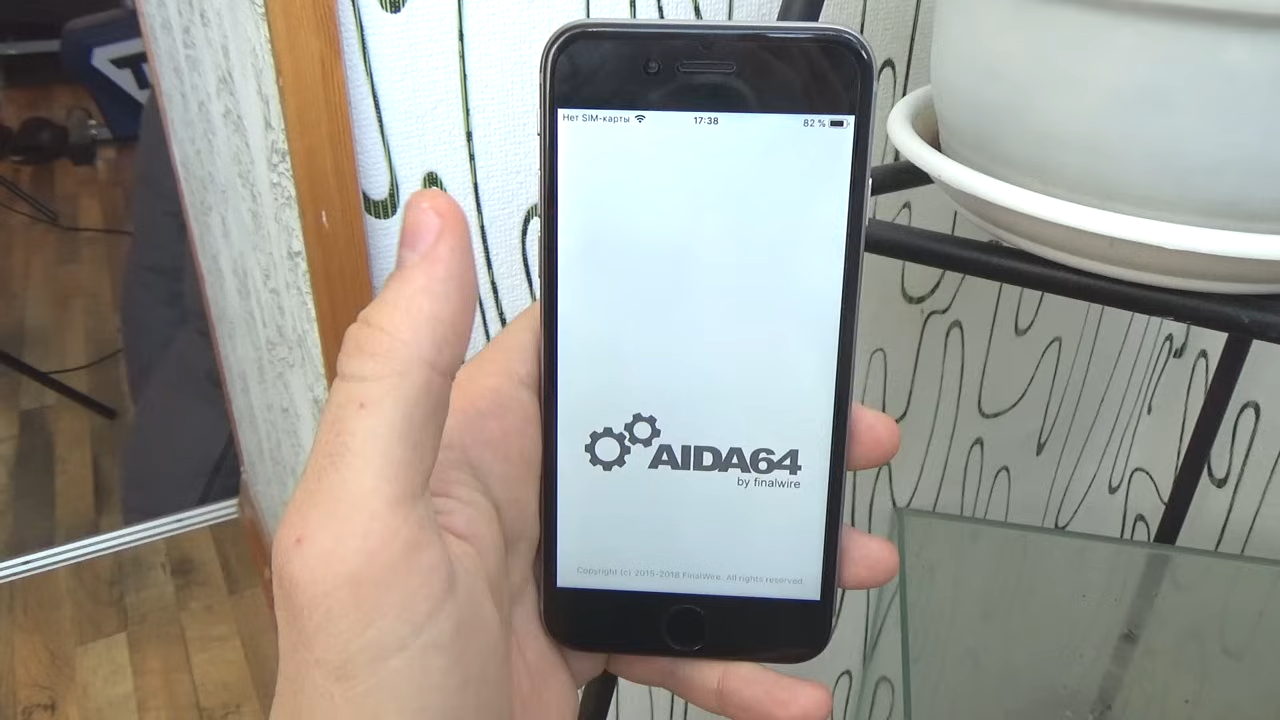 Нет SIM-карты 17:38 82 %
AIDA64
by finalwire
Copyright (c) 2015-2018 FinalWire. All rights reserved.